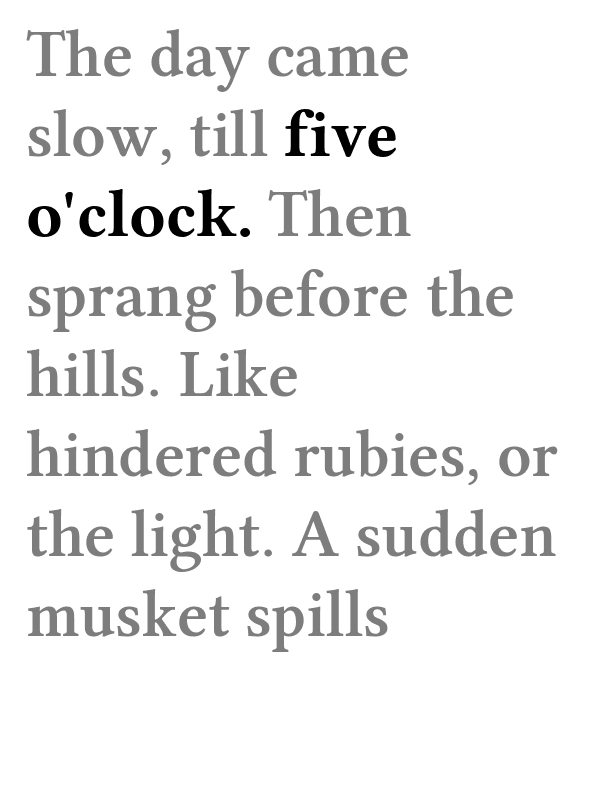 The day came
slow, till five
o'clock. Then
sprang before the
hills. Like
hindered rubies, or
the light. A sudden
musket spills